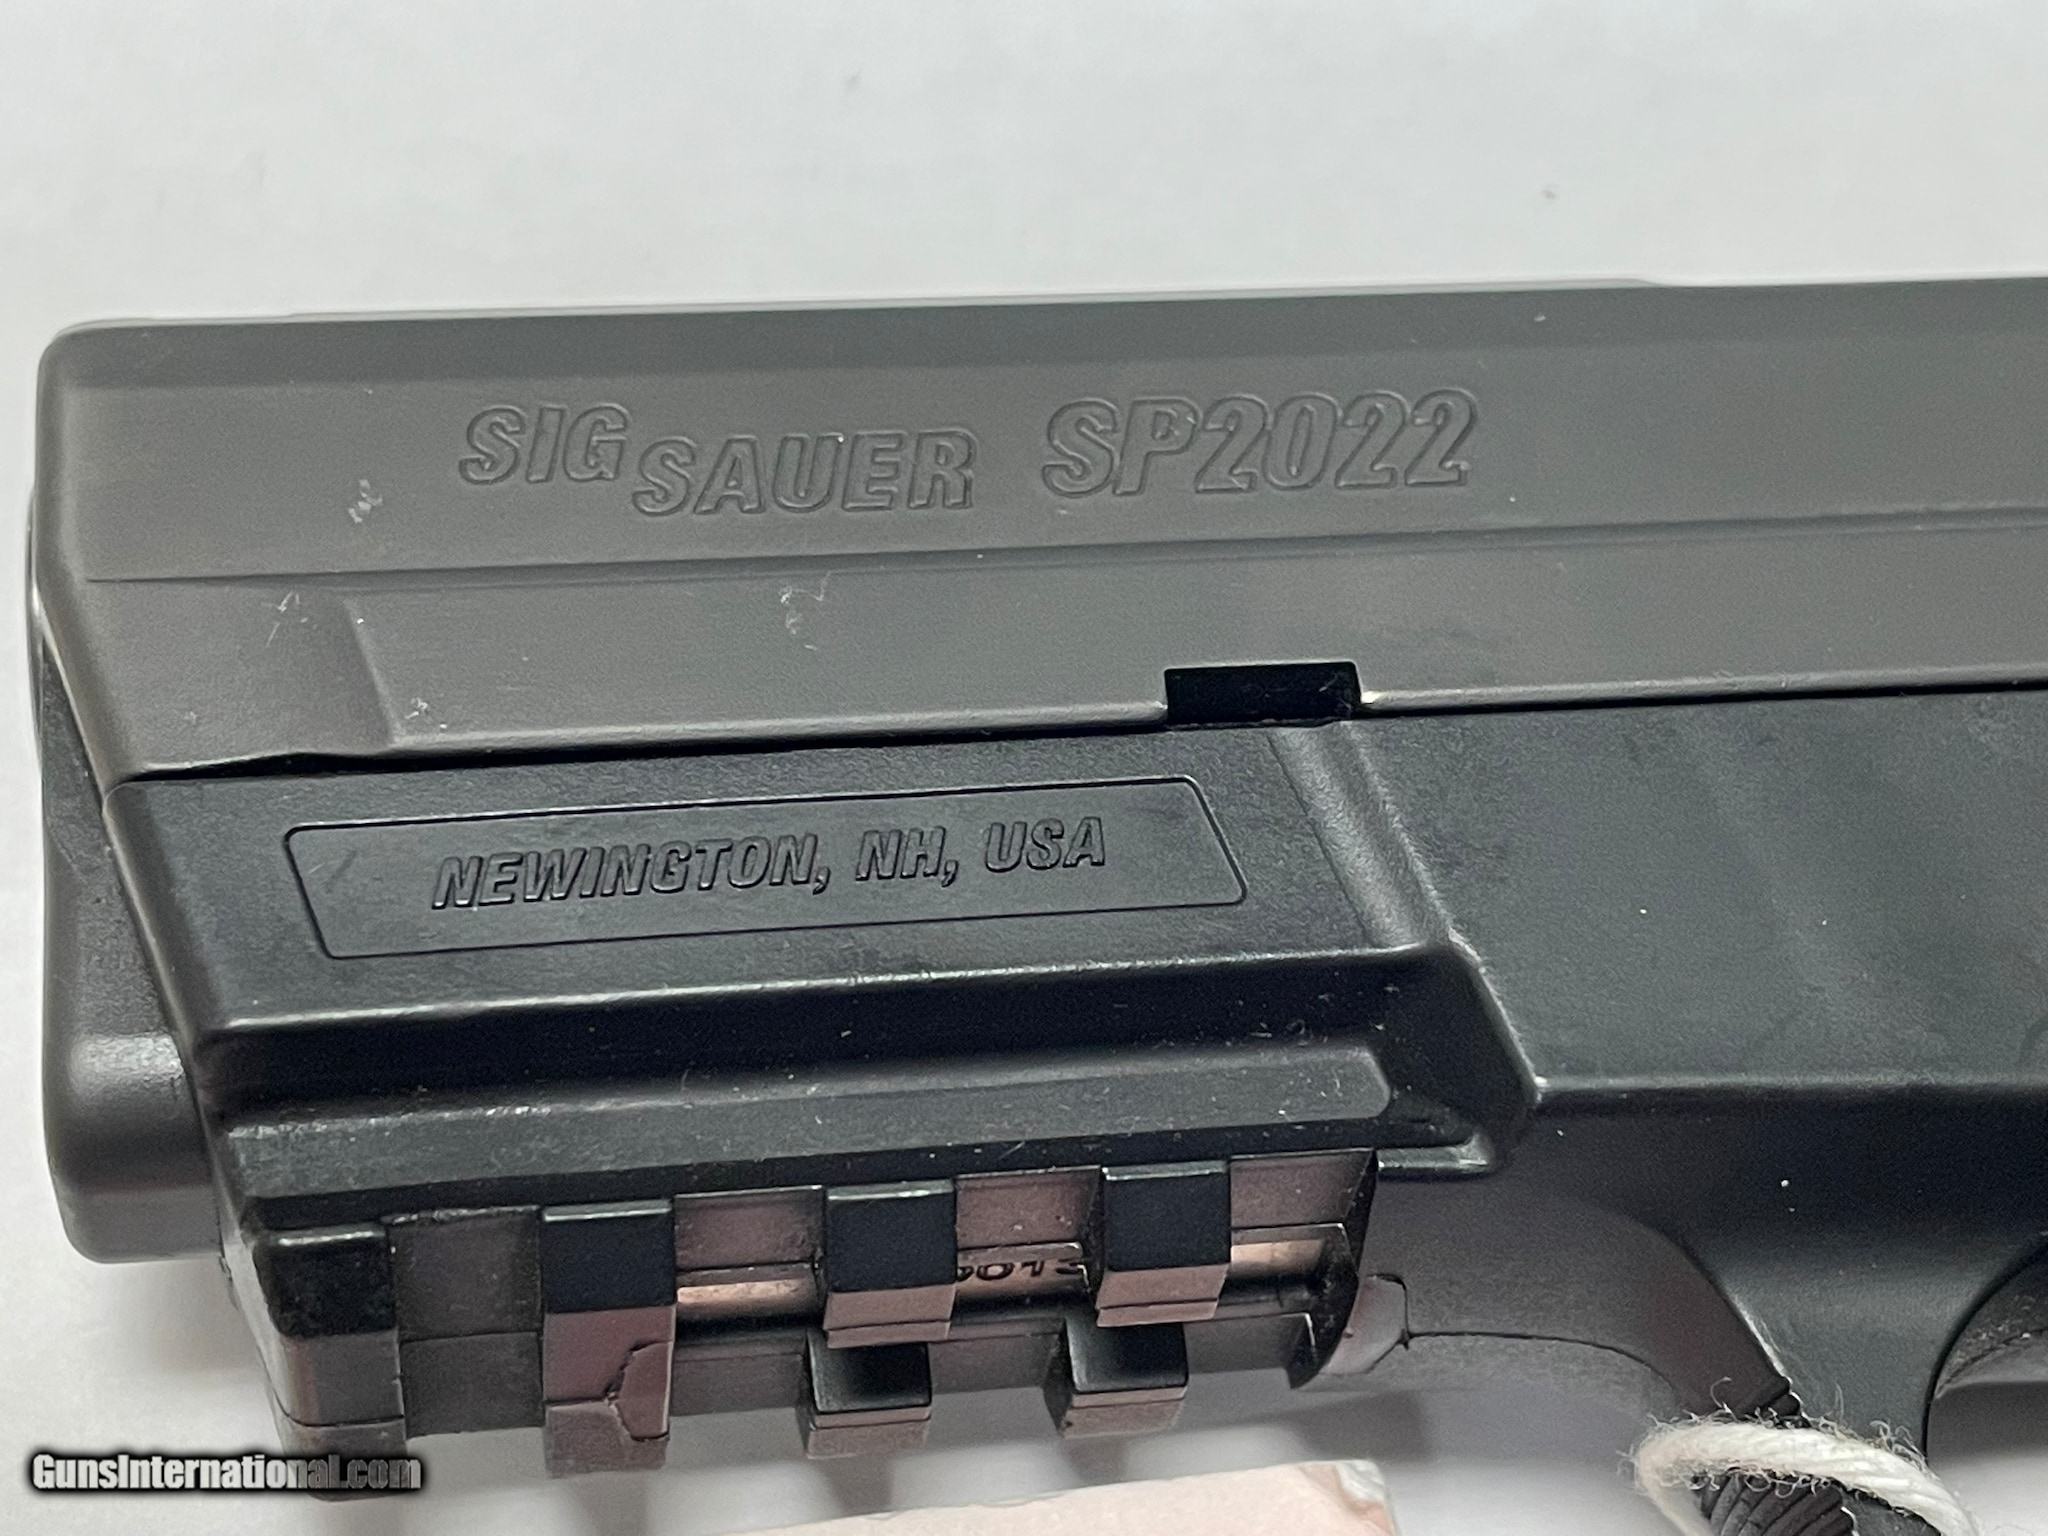 SIG SAUER SP2022
NEWINGTON, NH, USA
GunsInternational.com